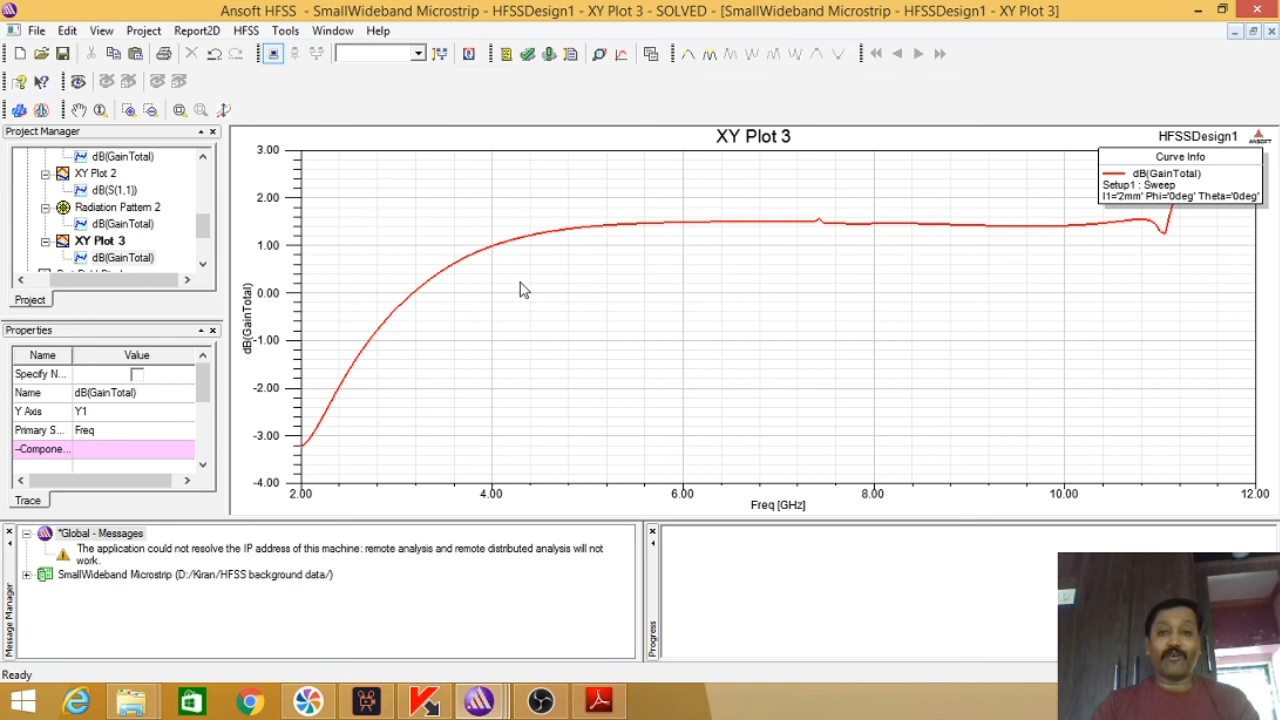 Ansoft HFSS - SmallWideband Microstrip - HFSSDesign1 - XY Plot 3 - SOLVED - [SmallWideband Microstrip - HFSSDesign1 - XY Plot 3]
File Edit View Project Report2D HFSS Tools Window Help
Project Manager
dB(GainTotal)
XY Plot 2
dB(S(1,1))
Radiation Pattern 2
dB(GainTotal)
XY Plot 3
dB(GainTotal)
Project
Properties
Name Value
Specify N...
Name dB(GainTotal)
Y Axis Y1
Primary S... Freq
-Compone...
Trace
XY Plot 3
HFSSDesign1
ANSOFT
Curve Info
dB(GainTotal)
Setup1 : Sweep
l1='2mm' Phi='0deg' Theta='0deg'
3.00
2.00
1.00
0.00
-1.00
-2.00
-3.00
-4.00
dB(GainTotal)
2.00 4.00 6.00 8.00 10.00 12.00
Freq [GHz]
*Global - Messages
The application could not resolve the IP address of this machine: remote analysis and remote distributed analysis will not
work.
SmallWideband Microstrip (D:/Kiran/HFSS background data/)
Message Manager
Progress
Ready